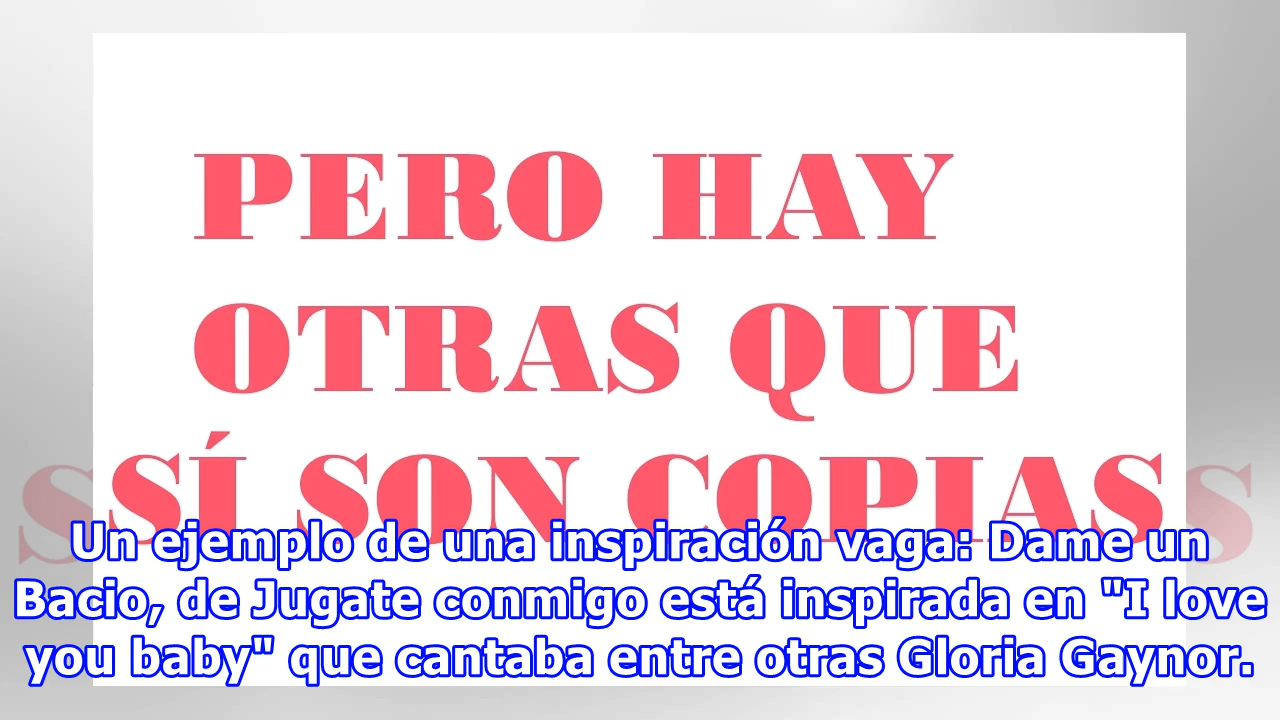 PERO HAY
OTRAS QUE
SÍ SON COPIAS
Un ejemplo de una inspiración vaga: Dame un
Bacio, de Jugate conmigo está inspirada en "I love
you baby" que cantaba entre otras Gloria Gaynor.